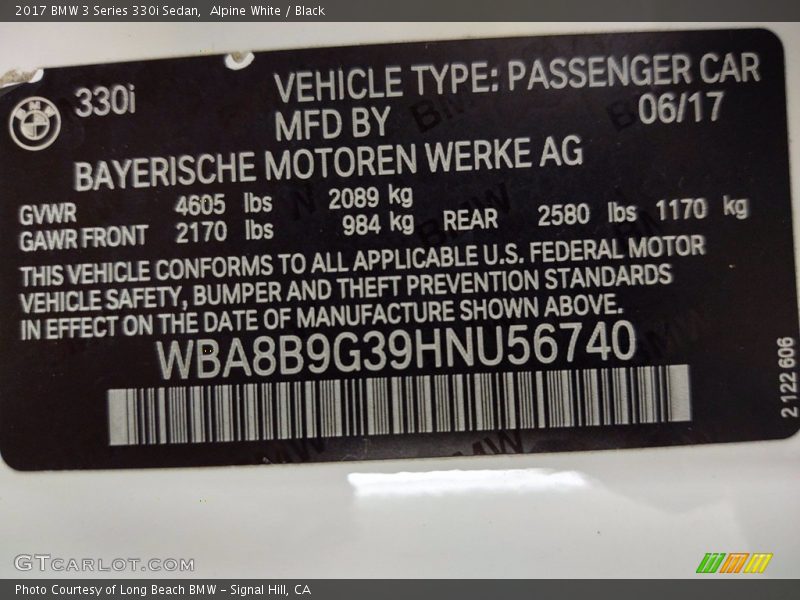 2017 BMW 3 Series 330i Sedan,  Alpine White / Black
330i
VEHICLE TYPE: PASSENGER CAR
MFD BY 06/17
BAYERISCHE MOTOREN WERKE AG
GVWR 4605 lbs 2089 kg
GAWR FRONT 2170 lbs 984 kg REAR 2580 lbs 1170 kg
THIS VEHICLE CONFORMS TO ALL APPLICABLE U.S. FEDERAL MOTOR
VEHICLE SAFETY, BUMPER AND THEFT PREVENTION STANDARDS
IN EFFECT ON THE DATE OF MANUFACTURE SHOWN ABOVE.
WBA8B9G39HNU56740
2 122 606
GTCARLOT.COM
Photo Courtesy of Long Beach BMW - Signal Hill, CA